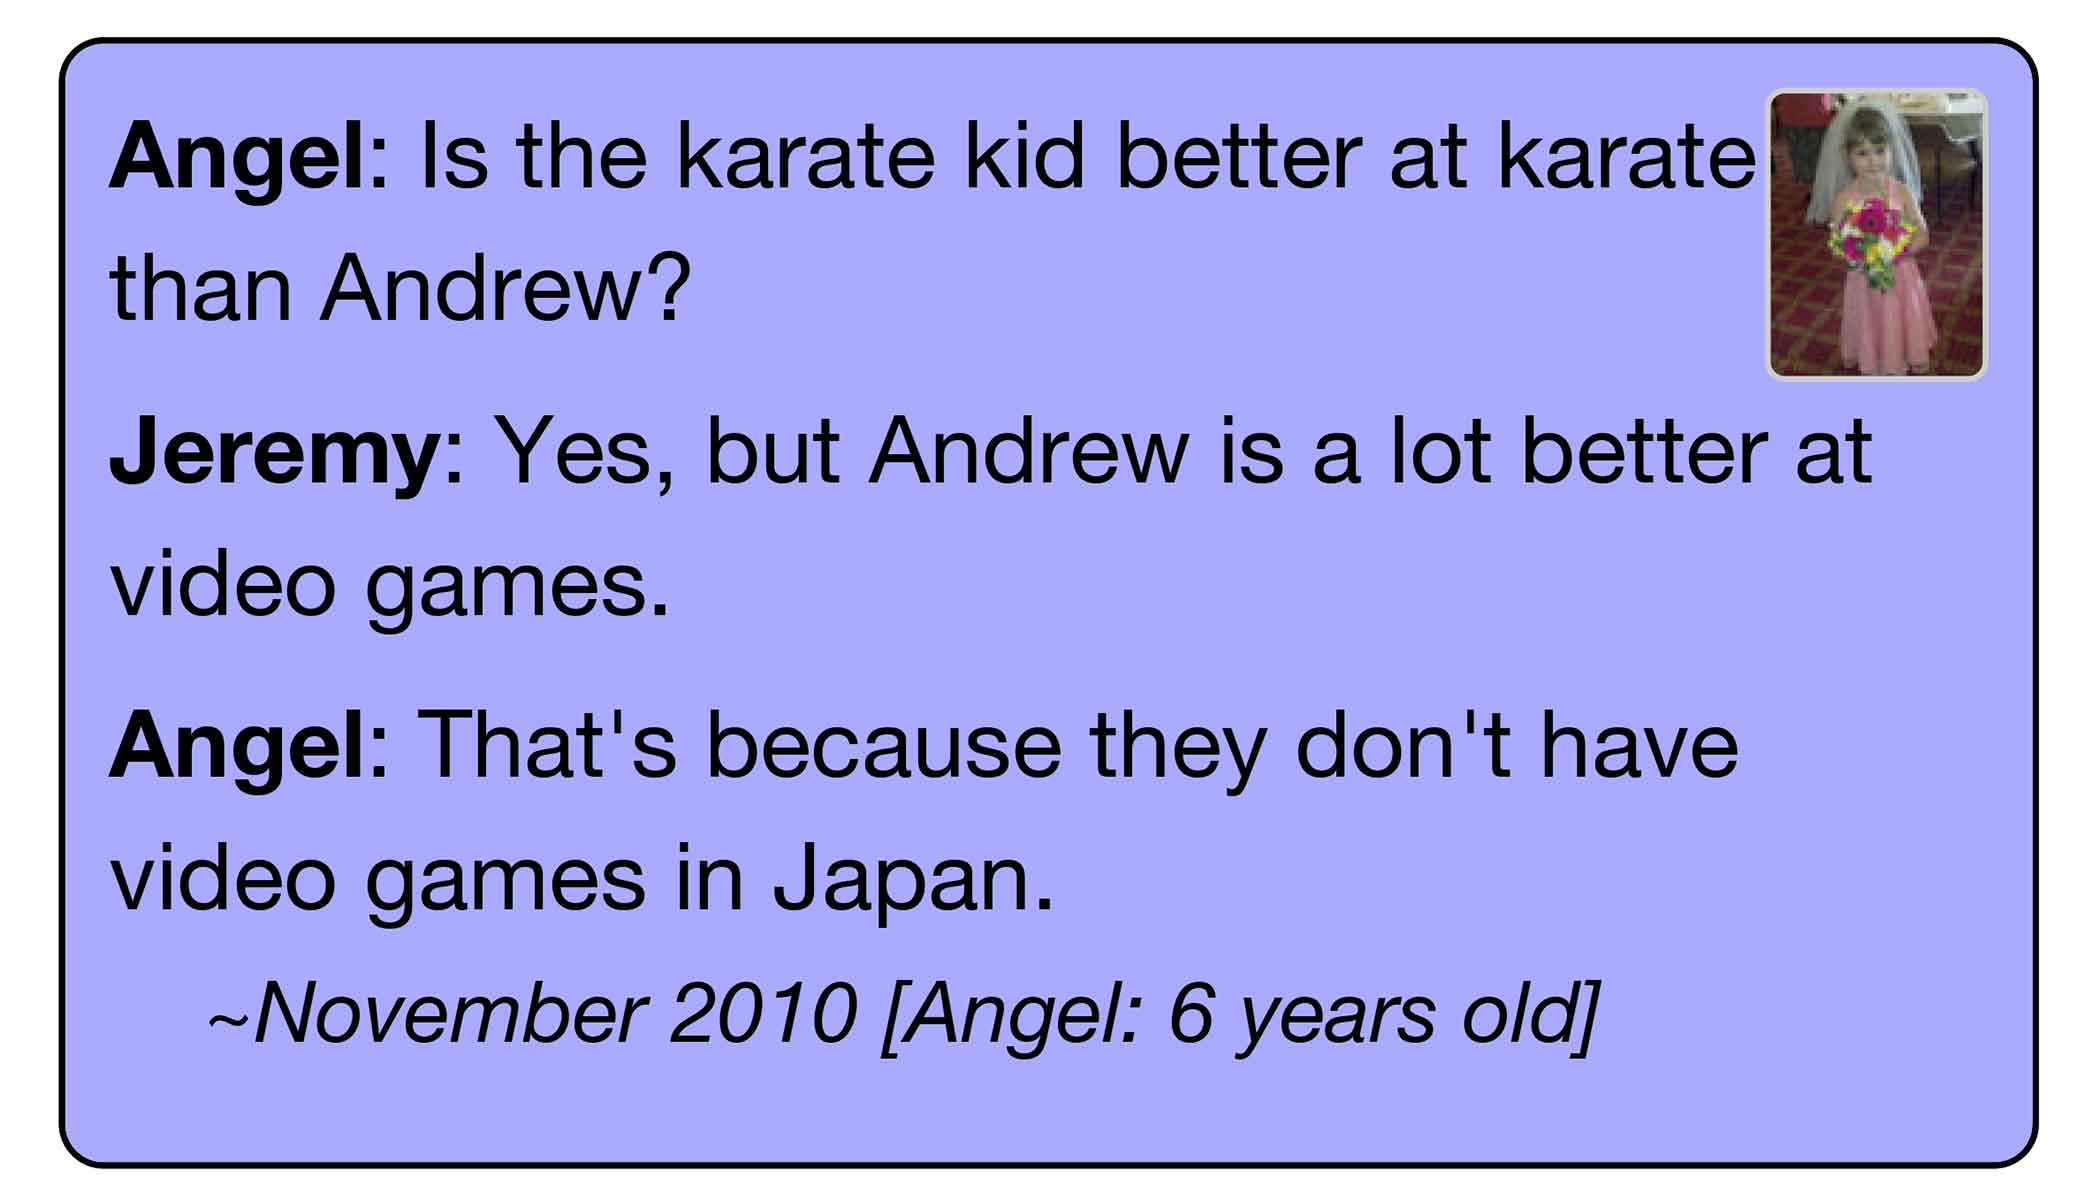 Angel: Is the karate kid better at karate
than Andrew?
Jeremy: Yes, but Andrew is a lot better at
video games.
Angel: That's because they don't have
video games in Japan.
~November 2010 [Angel: 6 years old]